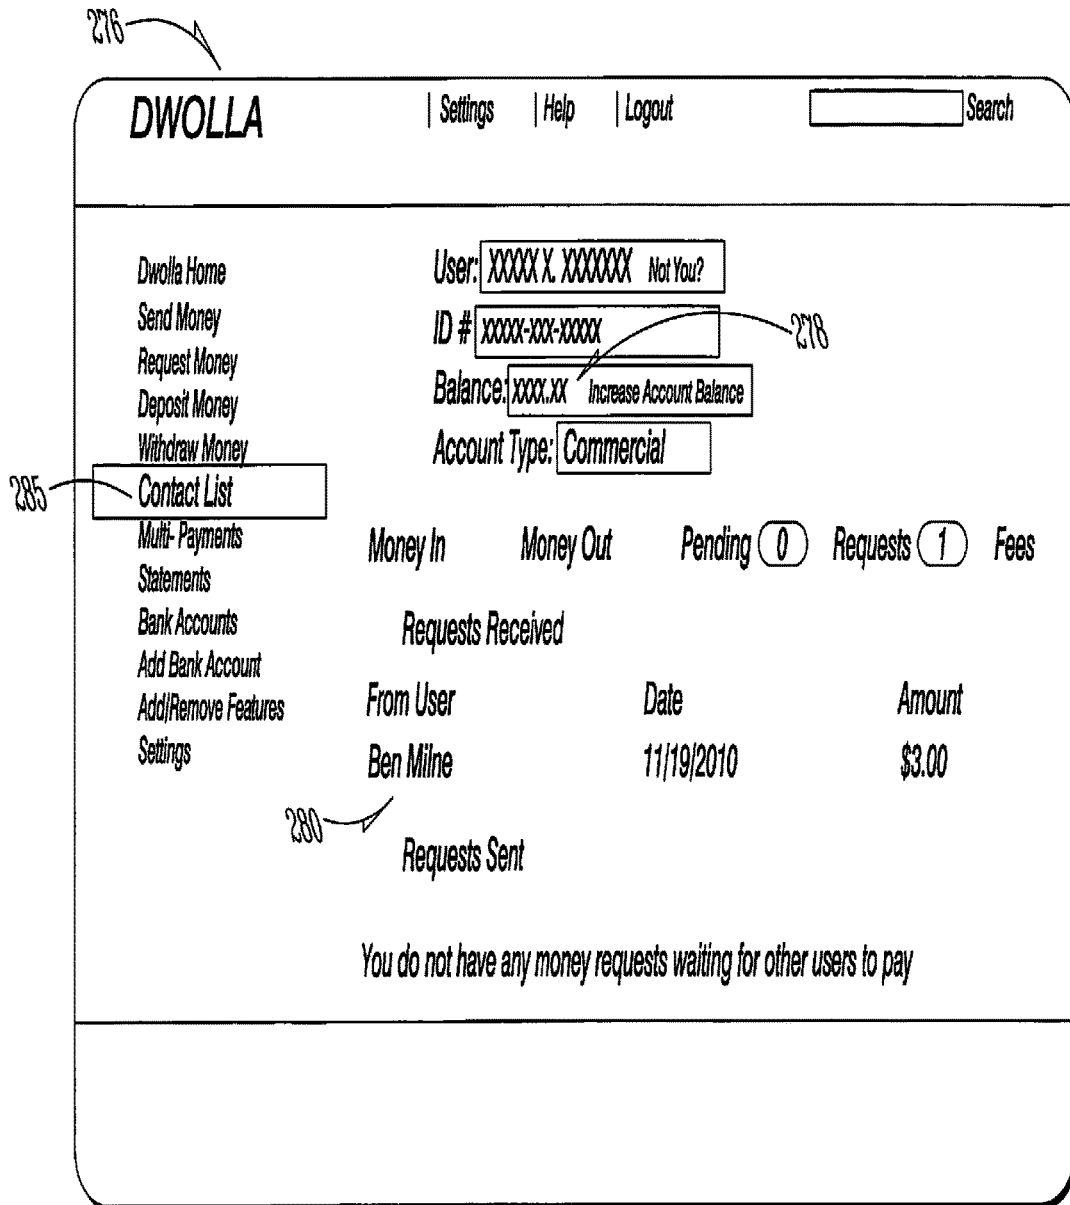 276
DWOLLA | Settings | Help | Logout Search
Dwolla Home
Send Money
Request Money
Deposit Money
Withdraw Money
285
Contact List
Multi- Payments
Statements
Bank Accounts
Add Bank Account
Add/Remove Features
Settings
User: XXXXX X. XXXXXXX Not You?
ID # xxxxx-xxx-xxxxx
278
Balance: xxxx.xx Increase Account Balance
Account Type: Commercial
Money In Money Out Pending 0 Requests 1 Fees
Requests Received
From User Date Amount
Ben Milne 11/19/2010 $3.00
280
Requests Sent
You do not have any money requests waiting for other users to pay